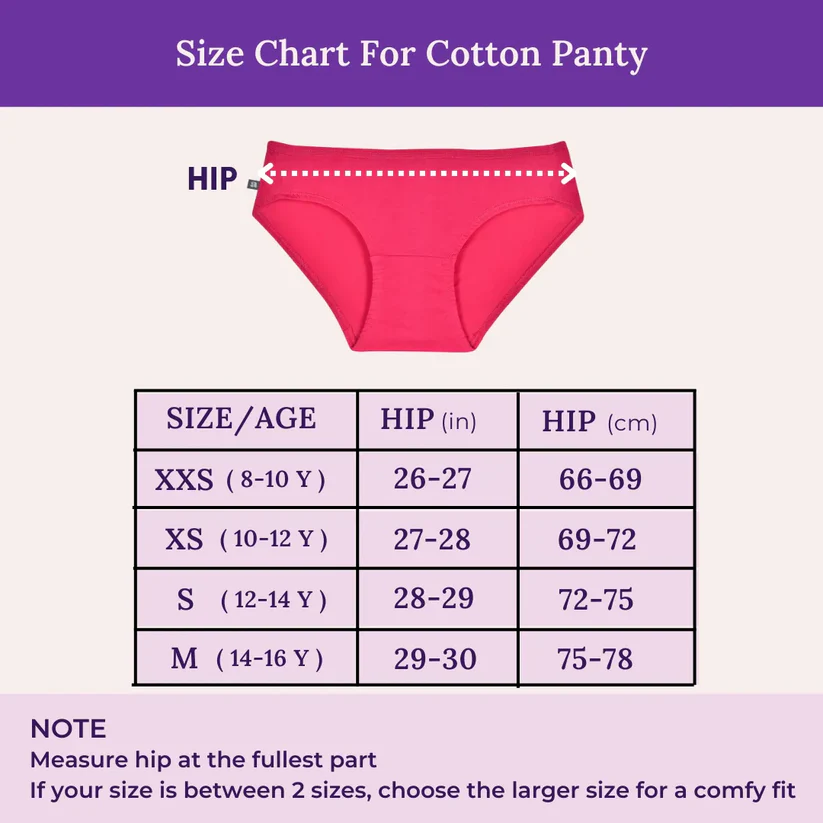 Size Chart For Cotton Panty
HIP
SIZE/AGE HIP (in) HIP (cm)
XXS ( 8-10 Y ) 26-27 66-69
XS ( 10-12 Y ) 27-28 69-72
S ( 12-14 Y ) 28-29 72-75
M ( 14-16 Y ) 29-30 75-78
NOTE
Measure hip at the fullest part
If your size is between 2 sizes, choose the larger size for a comfy fit